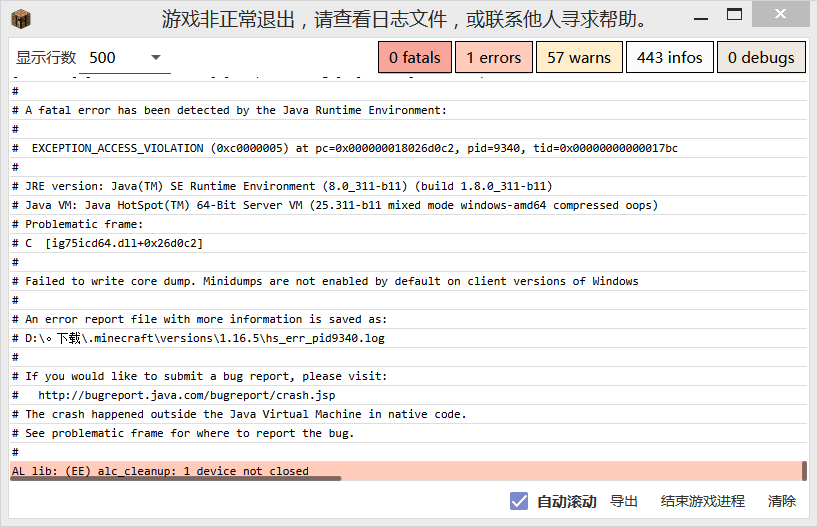 游戏非正常退出，请查看日志文件，或联系他人寻求帮助。
显示行数 500 0 fatals 1 errors 57 warns 443 infos 0 debugs
#
# A fatal error has been detected by the Java Runtime Environment:
#
#  EXCEPTION_ACCESS_VIOLATION (0xc0000005) at pc=0x000000018026d0c2, pid=9340, tid=0x00000000000017bc
#
# JRE version: Java(TM) SE Runtime Environment (8.0_311-b11) (build 1.8.0_311-b11)
# Java VM: Java HotSpot(TM) 64-Bit Server VM (25.311-b11 mixed mode windows-amd64 compressed oops)
# Problematic frame:
# C  [ig75icd64.dll+0x26d0c2]
#
# Failed to write core dump. Minidumps are not enabled by default on client versions of Windows
#
# An error report file with more information is saved as:
# D:\。下载\.minecraft\versions\1.16.5\hs_err_pid9340.log
#
# If you would like to submit a bug report, please visit:
#   http://bugreport.java.com/bugreport/crash.jsp
# The crash happened outside the Java Virtual Machine in native code.
# See problematic frame for where to report the bug.
#
AL lib: (EE) alc_cleanup: 1 device not closed
自动滚动 导出 结束游戏进程 清除